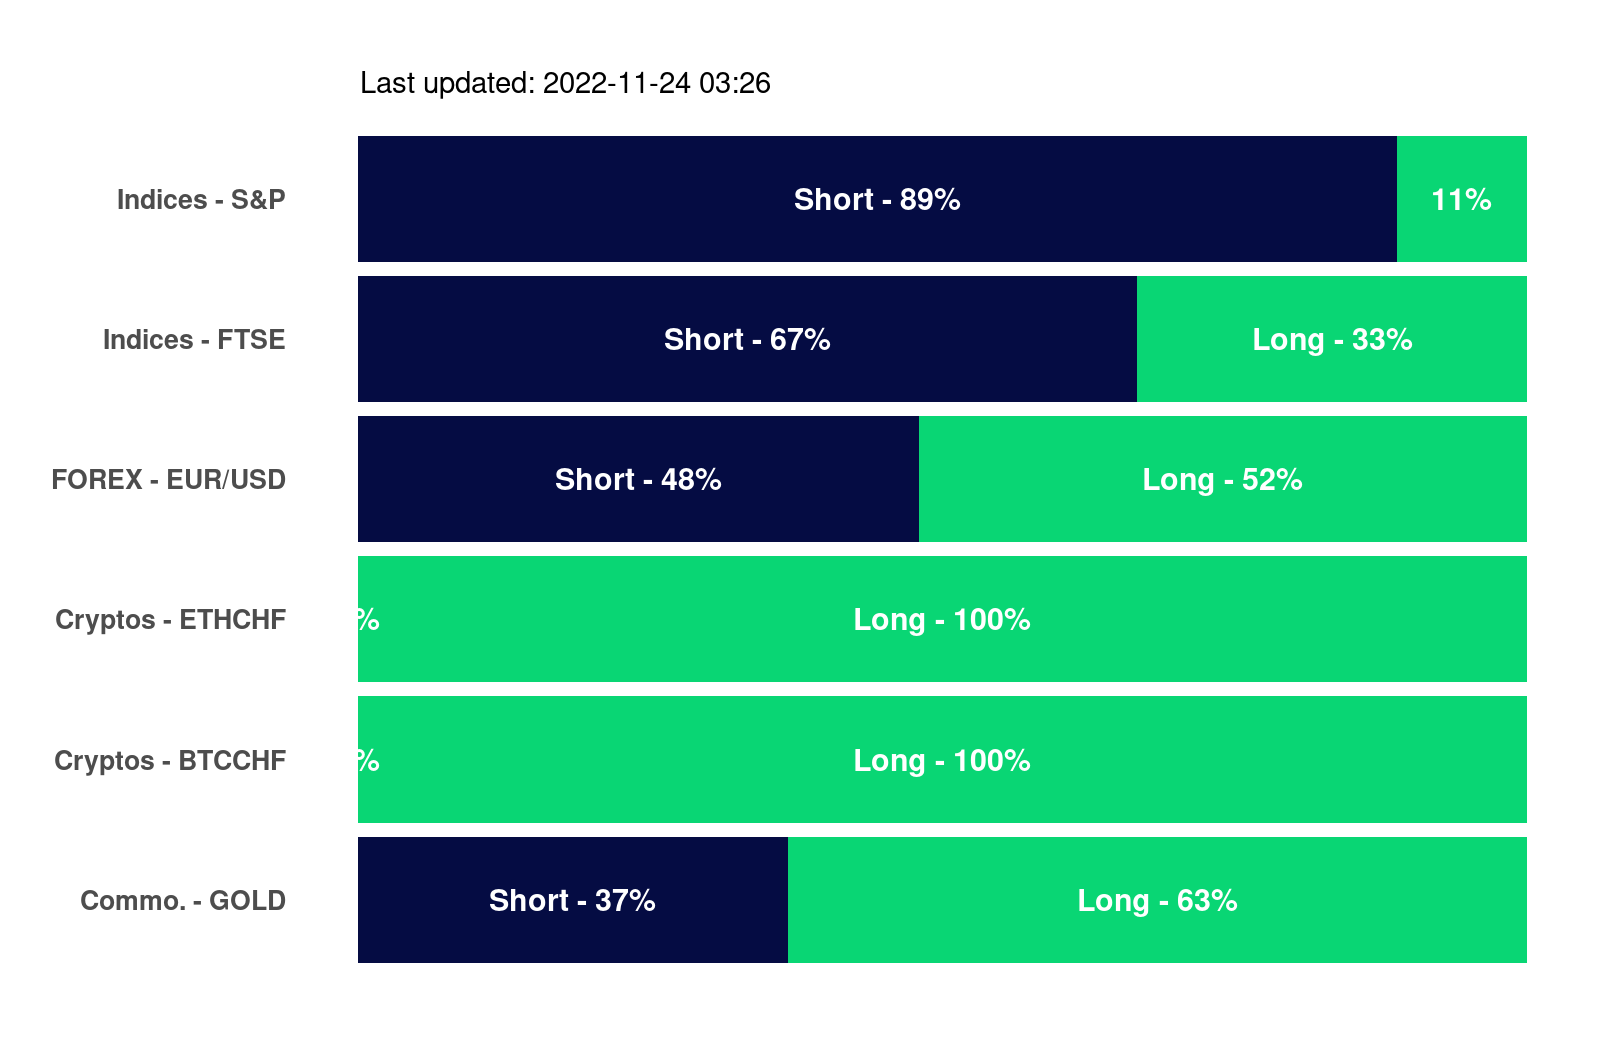 Last updated: 2022-11-24 03:26
Indices - S&P Short - 89% 11%
Indices - FTSE Short - 67% Long - 33%
FOREX - EUR/USD Short - 48% Long - 52%
Cryptos - ETHCHF % Long - 100%
Cryptos - BTCCHF % Long - 100%
Commo. - GOLD Short - 37% Long - 63%